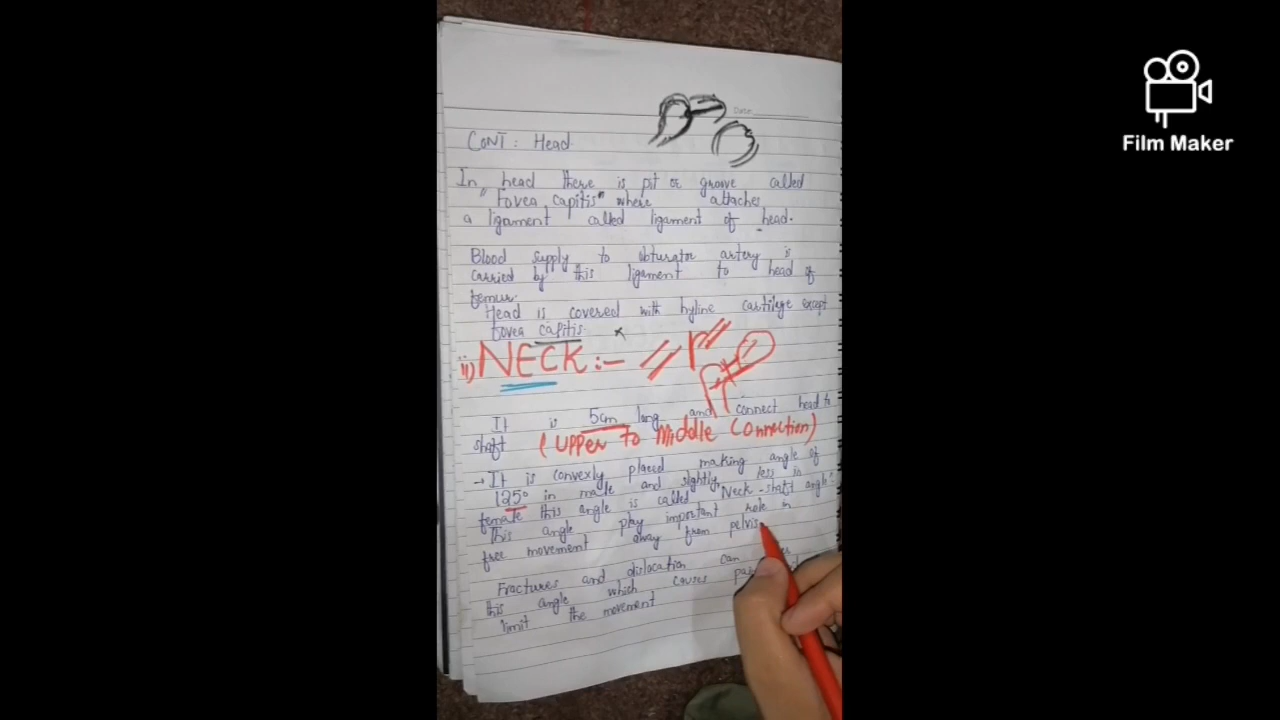 Film Maker
Date:
CONT : Head
In head there is pit or groove called
"fovea capitis" where attaches
a ligament called ligament of head.
Blood supply to obturator artery is
carried by this ligament to head of
femur.
Head is covered with hyline cartilege except
fovea capitis. x
ii) NECK :-
It is 5cm long and connect head to
shaft (Upper To Middle Connection)
→ It is convexly placed making angle of
125° in male and slightly less in
female this angle is called "Neck-shaft angle".
This angle play important role in
free movement away from pelvis
Fractures and dislocation can
this angle which causes
limit the movement